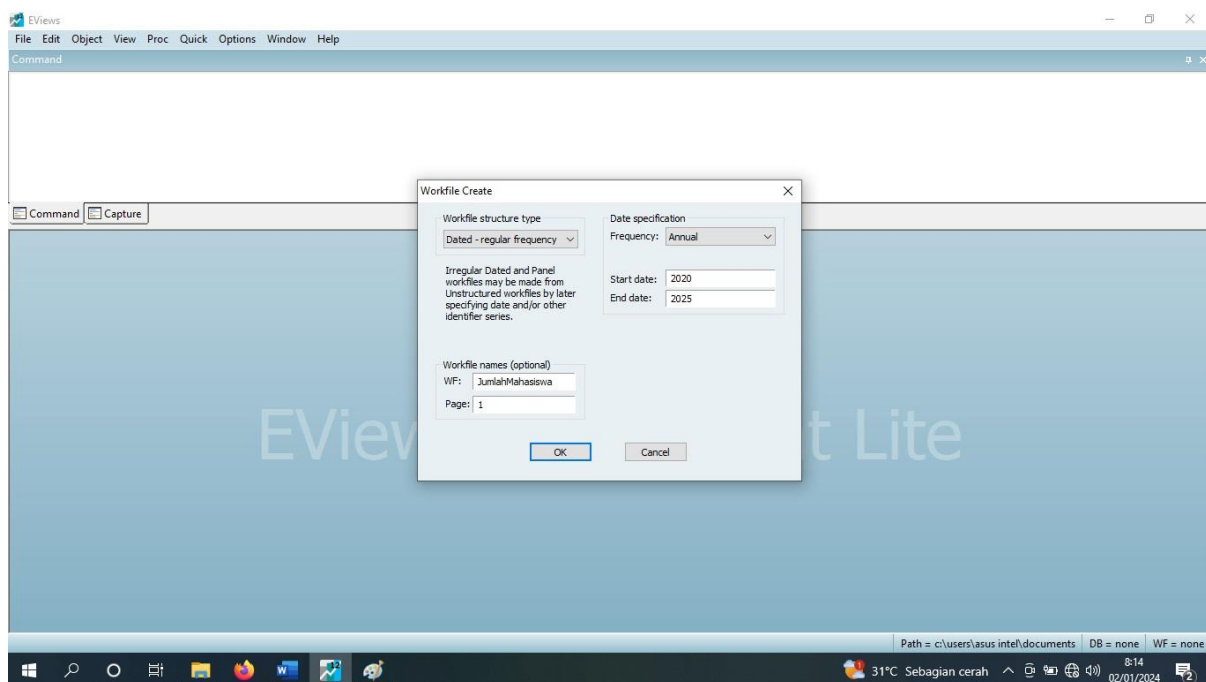 EViews
File Edit Object View Proc Quick Options Window Help
Command
Command Capture
Workfile Create
Workfile structure type
Dated - regular frequency
Irregular Dated and Panel
workfiles may be made from
Unstructured workfiles by later
specifying date and/or other
identifier series.
Date specification
Frequency: Annual
Start date: 2020
End date: 2025
Workfile names (optional)
WF: JumlahMahasiswa
Page: 1
OK Cancel
EView t Lite
Path = c:\users\asus intel\documents DB = none WF = none
31°C Sebagian cerah 8:14
02/01/2024
2